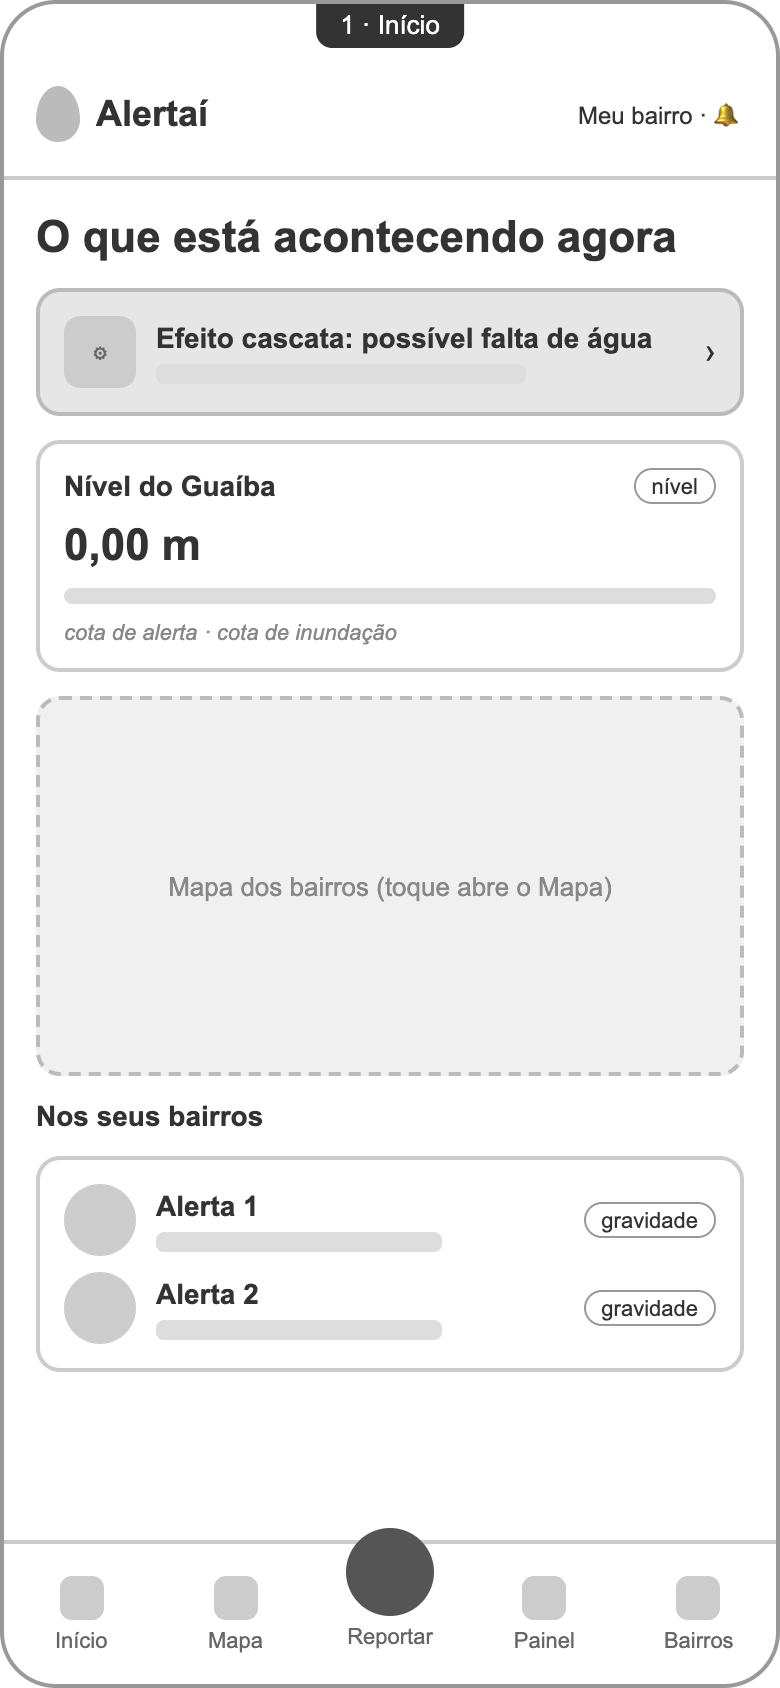 1 · Início
Alertaí
Meu bairro · 🔔
O que está acontecendo agora
Efeito cascata: possível falta de água
›
Nível do Guaíba
nível
0,00 m
cota de alerta · cota de inundação
Mapa dos bairros (toque abre o Mapa)
Nos seus bairros
Alerta 1
gravidade
Alerta 2
gravidade
Início
Mapa
Reportar
Painel
Bairros